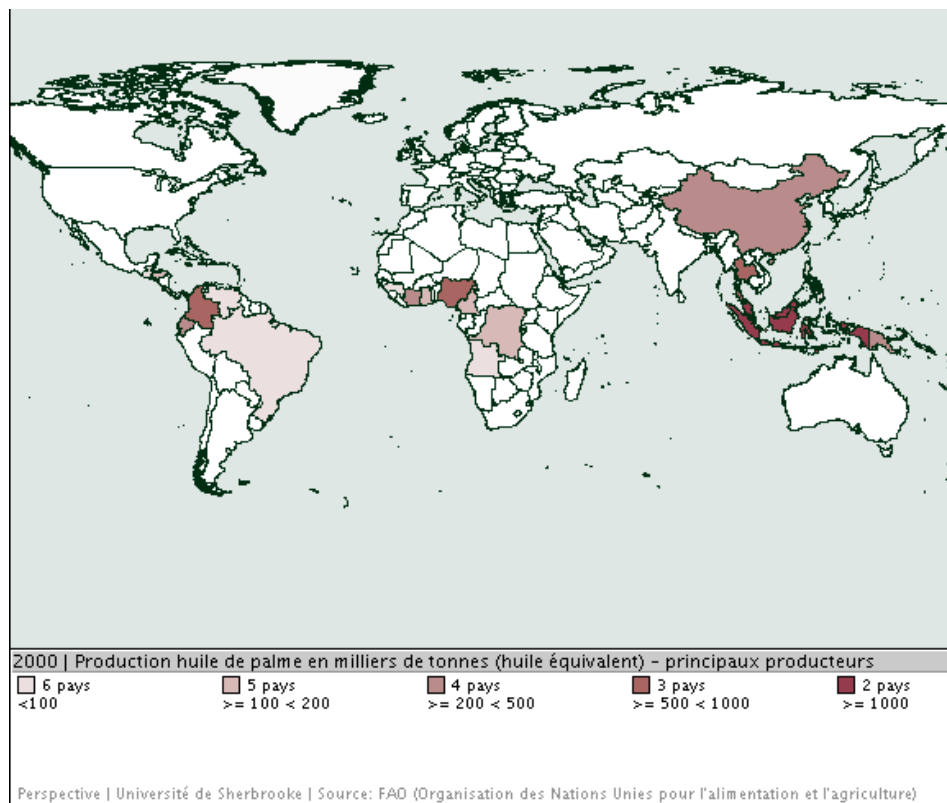 2000 | Production huile de palme en milliers de tonnes (huile équivalent) - principaux producteurs
6 pays 5 pays 4 pays 3 pays 2 pays
<100 >= 100 < 200 >= 200 < 500 >= 500 < 1000 >= 1000
Perspective | Université de Sherbrooke | Source: FAO (Organisation des Nations Unies pour l'alimentation et l'agriculture)